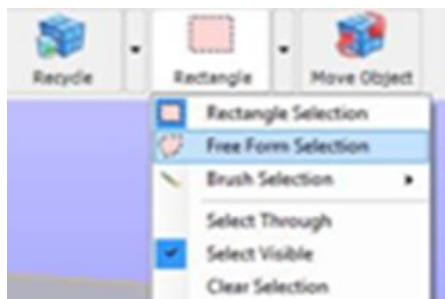 Recycle Rectangle Move Object
Rectangle Selection
Free Form Selection
Brush Selection
Select Through
Select Visible
Clear Selection